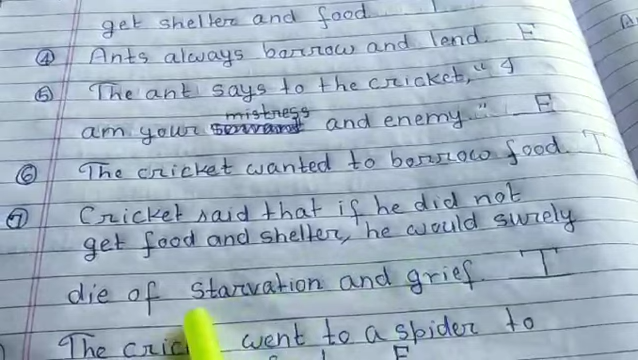 get shelter and food
④ Ants always borrow and lend. F
⑤ The ant says to the cricket, "I
mistress
am your servant and enemy." F
⑥ The cricket wanted to borrow food. T
⑦ Cricket said that if he did not
get food and shelter, he would surely
die of starvation and grief T
The cric went to a spider to
F